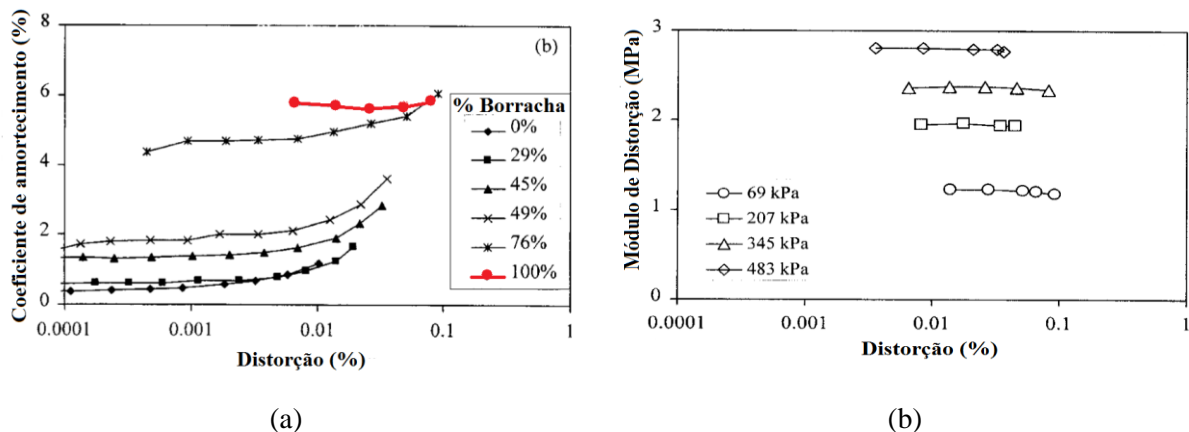 Coeficiente de amortecimento (%)
8
6
4
2
0
(b)
% Borracha
0%
29%
45%
49%
76%
100%
0.0001
0.001
0.01
0.1
1
Distorção (%)
(a)
Módulo de Distorção (MPa)
3
2
1
0
69 kPa
207 kPa
345 kPa
483 kPa
0.0001
0.001
0.01
0.1
1
Distorção (%)
(b)